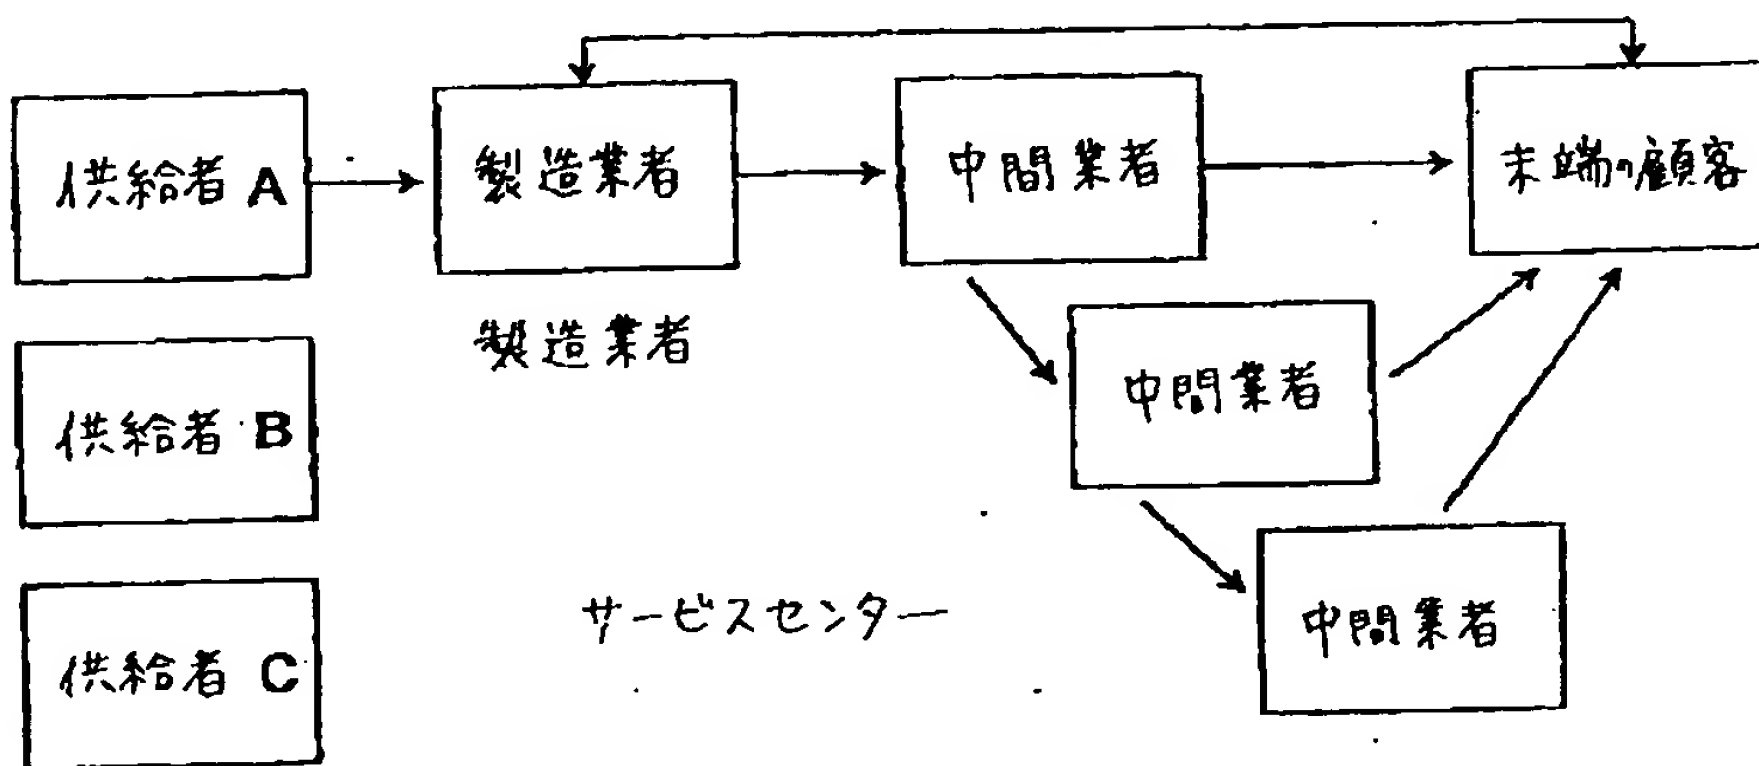 供給者 A
製造業者
中間業者
末端の顧客
製造業者
中間業者
供給者 B
サービスセンター
中間業者
供給者 C